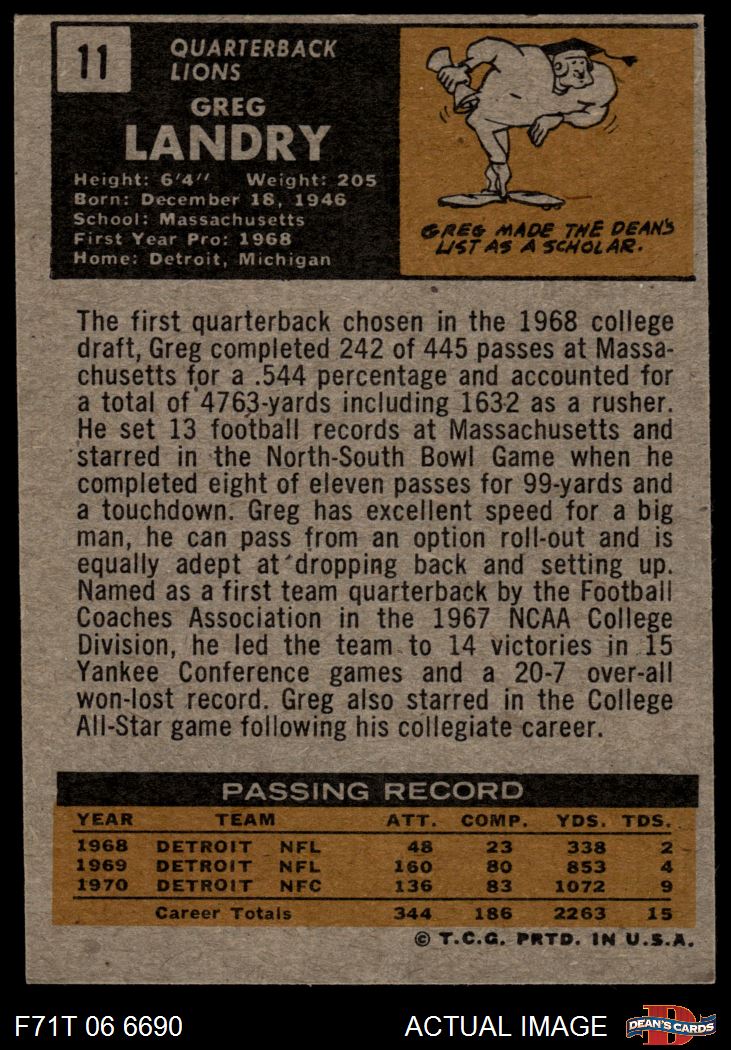 11
QUARTERBACK
LIONS
GREG
LANDRY
Height: 6'4" Weight: 205
Born: December 18, 1946
School: Massachusetts
First Year Pro: 1968
Home: Detroit, Michigan
GREG MADE THE DEAN'S
LIST AS A SCHOLAR.
The first quarterback chosen in the 1968 college
draft, Greg completed 242 of 445 passes at Massa-
chusetts for a .544 percentage and accounted for
a total of 4763-yards including 1632 as a rusher.
He set 13 football records at Massachusetts and
starred in the North-South Bowl Game when he
completed eight of eleven passes for 99-yards and
a touchdown. Greg has excellent speed for a big
man, he can pass from an option roll-out and is
equally adept at dropping back and setting up.
Named as a first team quarterback by the Football
Coaches Association in the 1967 NCAA College
Division, he led the team to 14 victories in 15
Yankee Conference games and a 20-7 over-all
won-lost record. Greg also starred in the College
All-Star game following his collegiate career.
PASSING RECORD
YEAR TEAM ATT. COMP. YDS. TDS.
1968 DETROIT NFL 48 23 338 2
1969 DETROIT NFL 160 80 853 4
1970 DETROIT NFC 136 83 1072 9
Career Totals 344 186 2263 15
© T.C.G. PRTD. IN U.S.A.
F71T 06 6690 ACTUAL IMAGE D DEAN'S CARDS